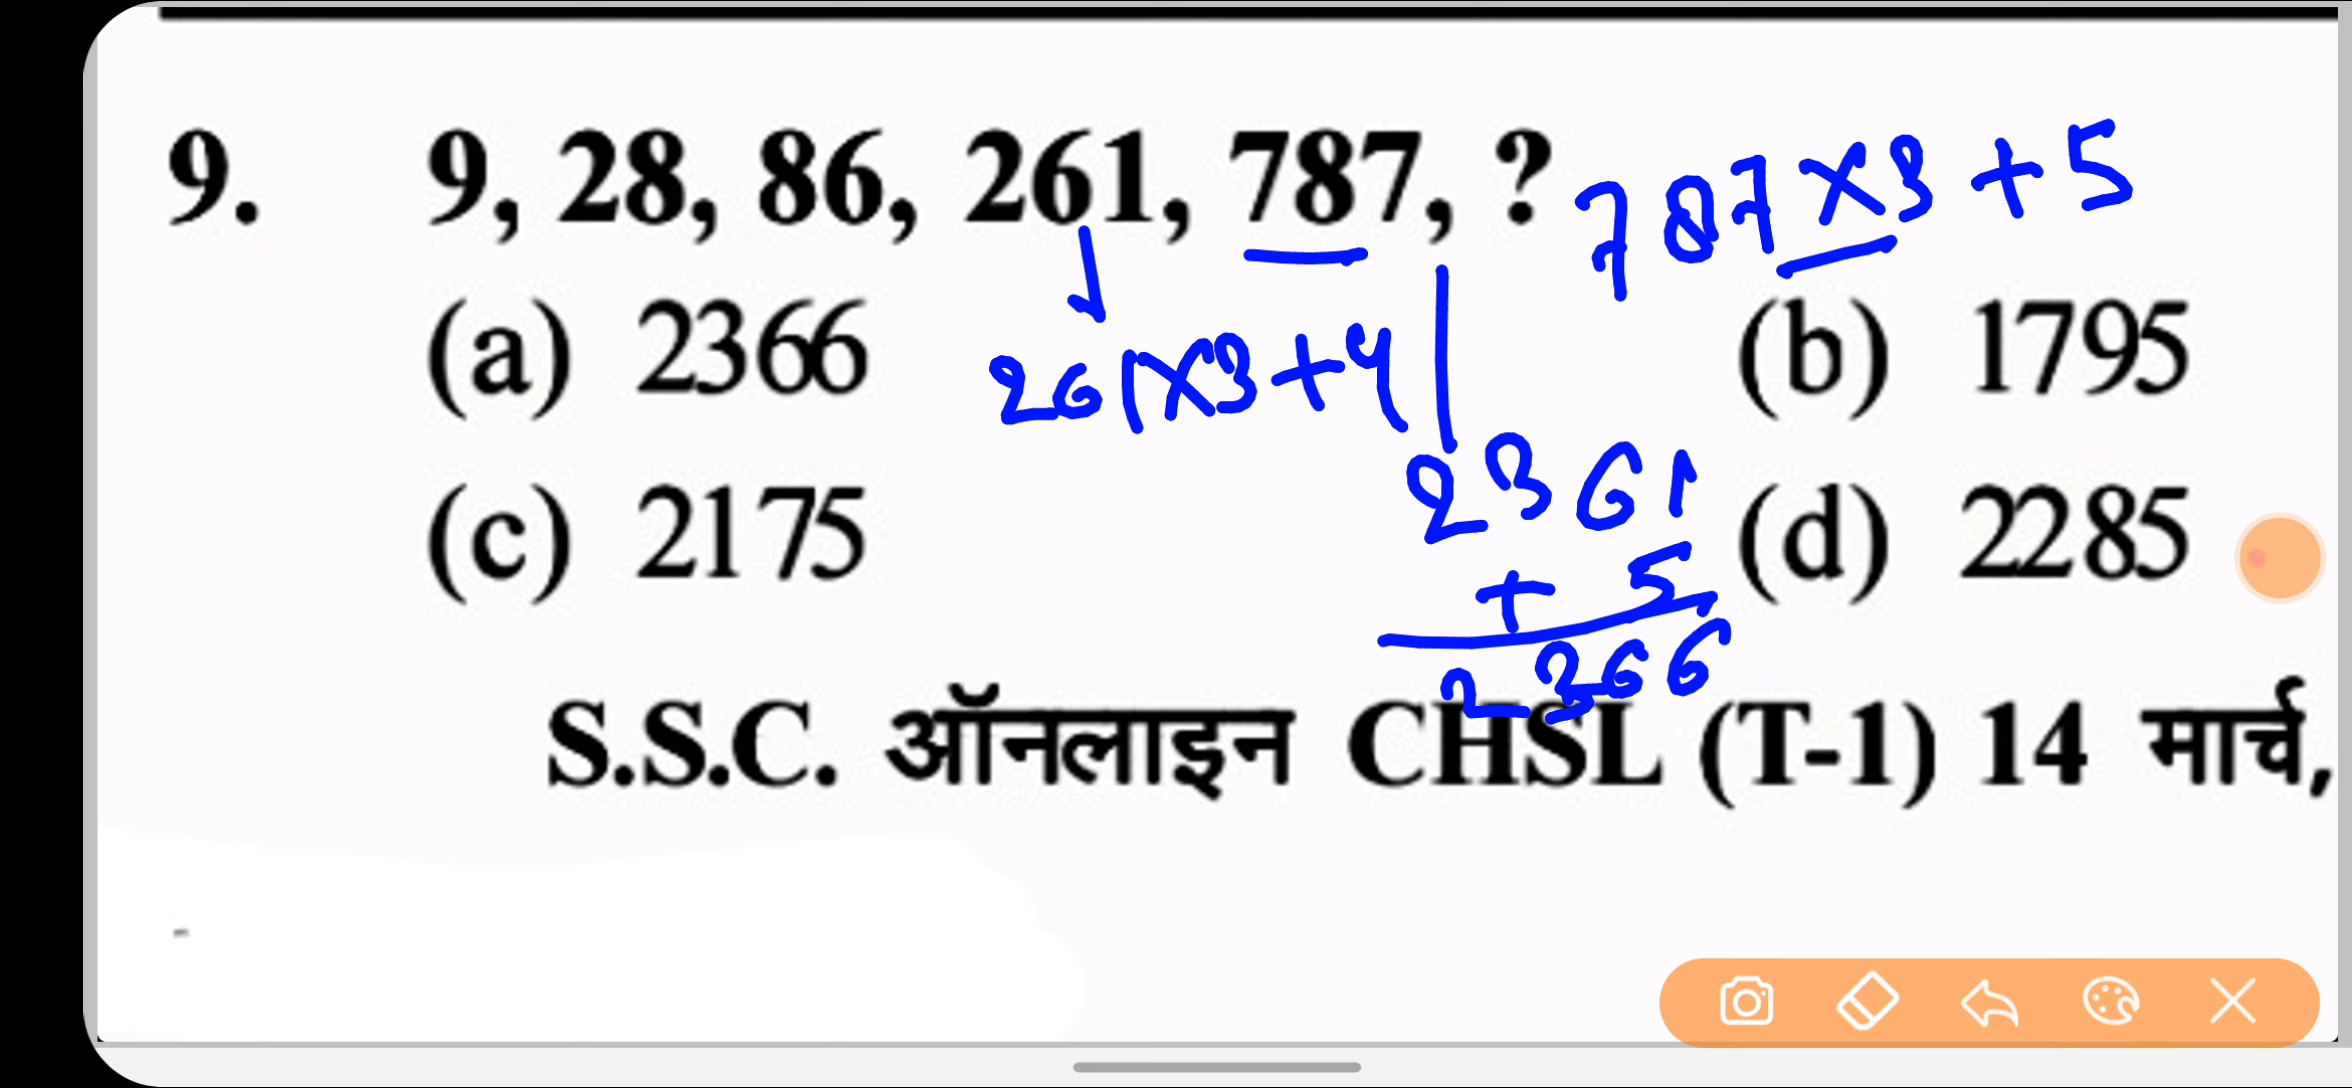 9. 9, 28, 86, 261, 787, ? 787×3+5
(a) 2366 261×3+4 (b) 1795
2361
(c) 2175 (d) 2285
+ 5
2366
S.S.C. ऑनलाइन CHSL (T-1) 14 मार्च,